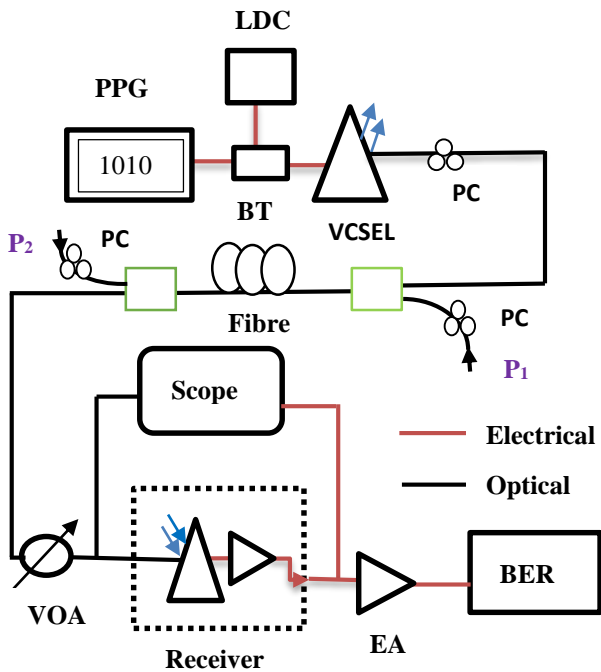 LDC
PPG
1010
BT
VCSEL
PC
P2
PC
Fibre
PC
P1
Scope
Electrical
Optical
VOA
Receiver
EA
BER